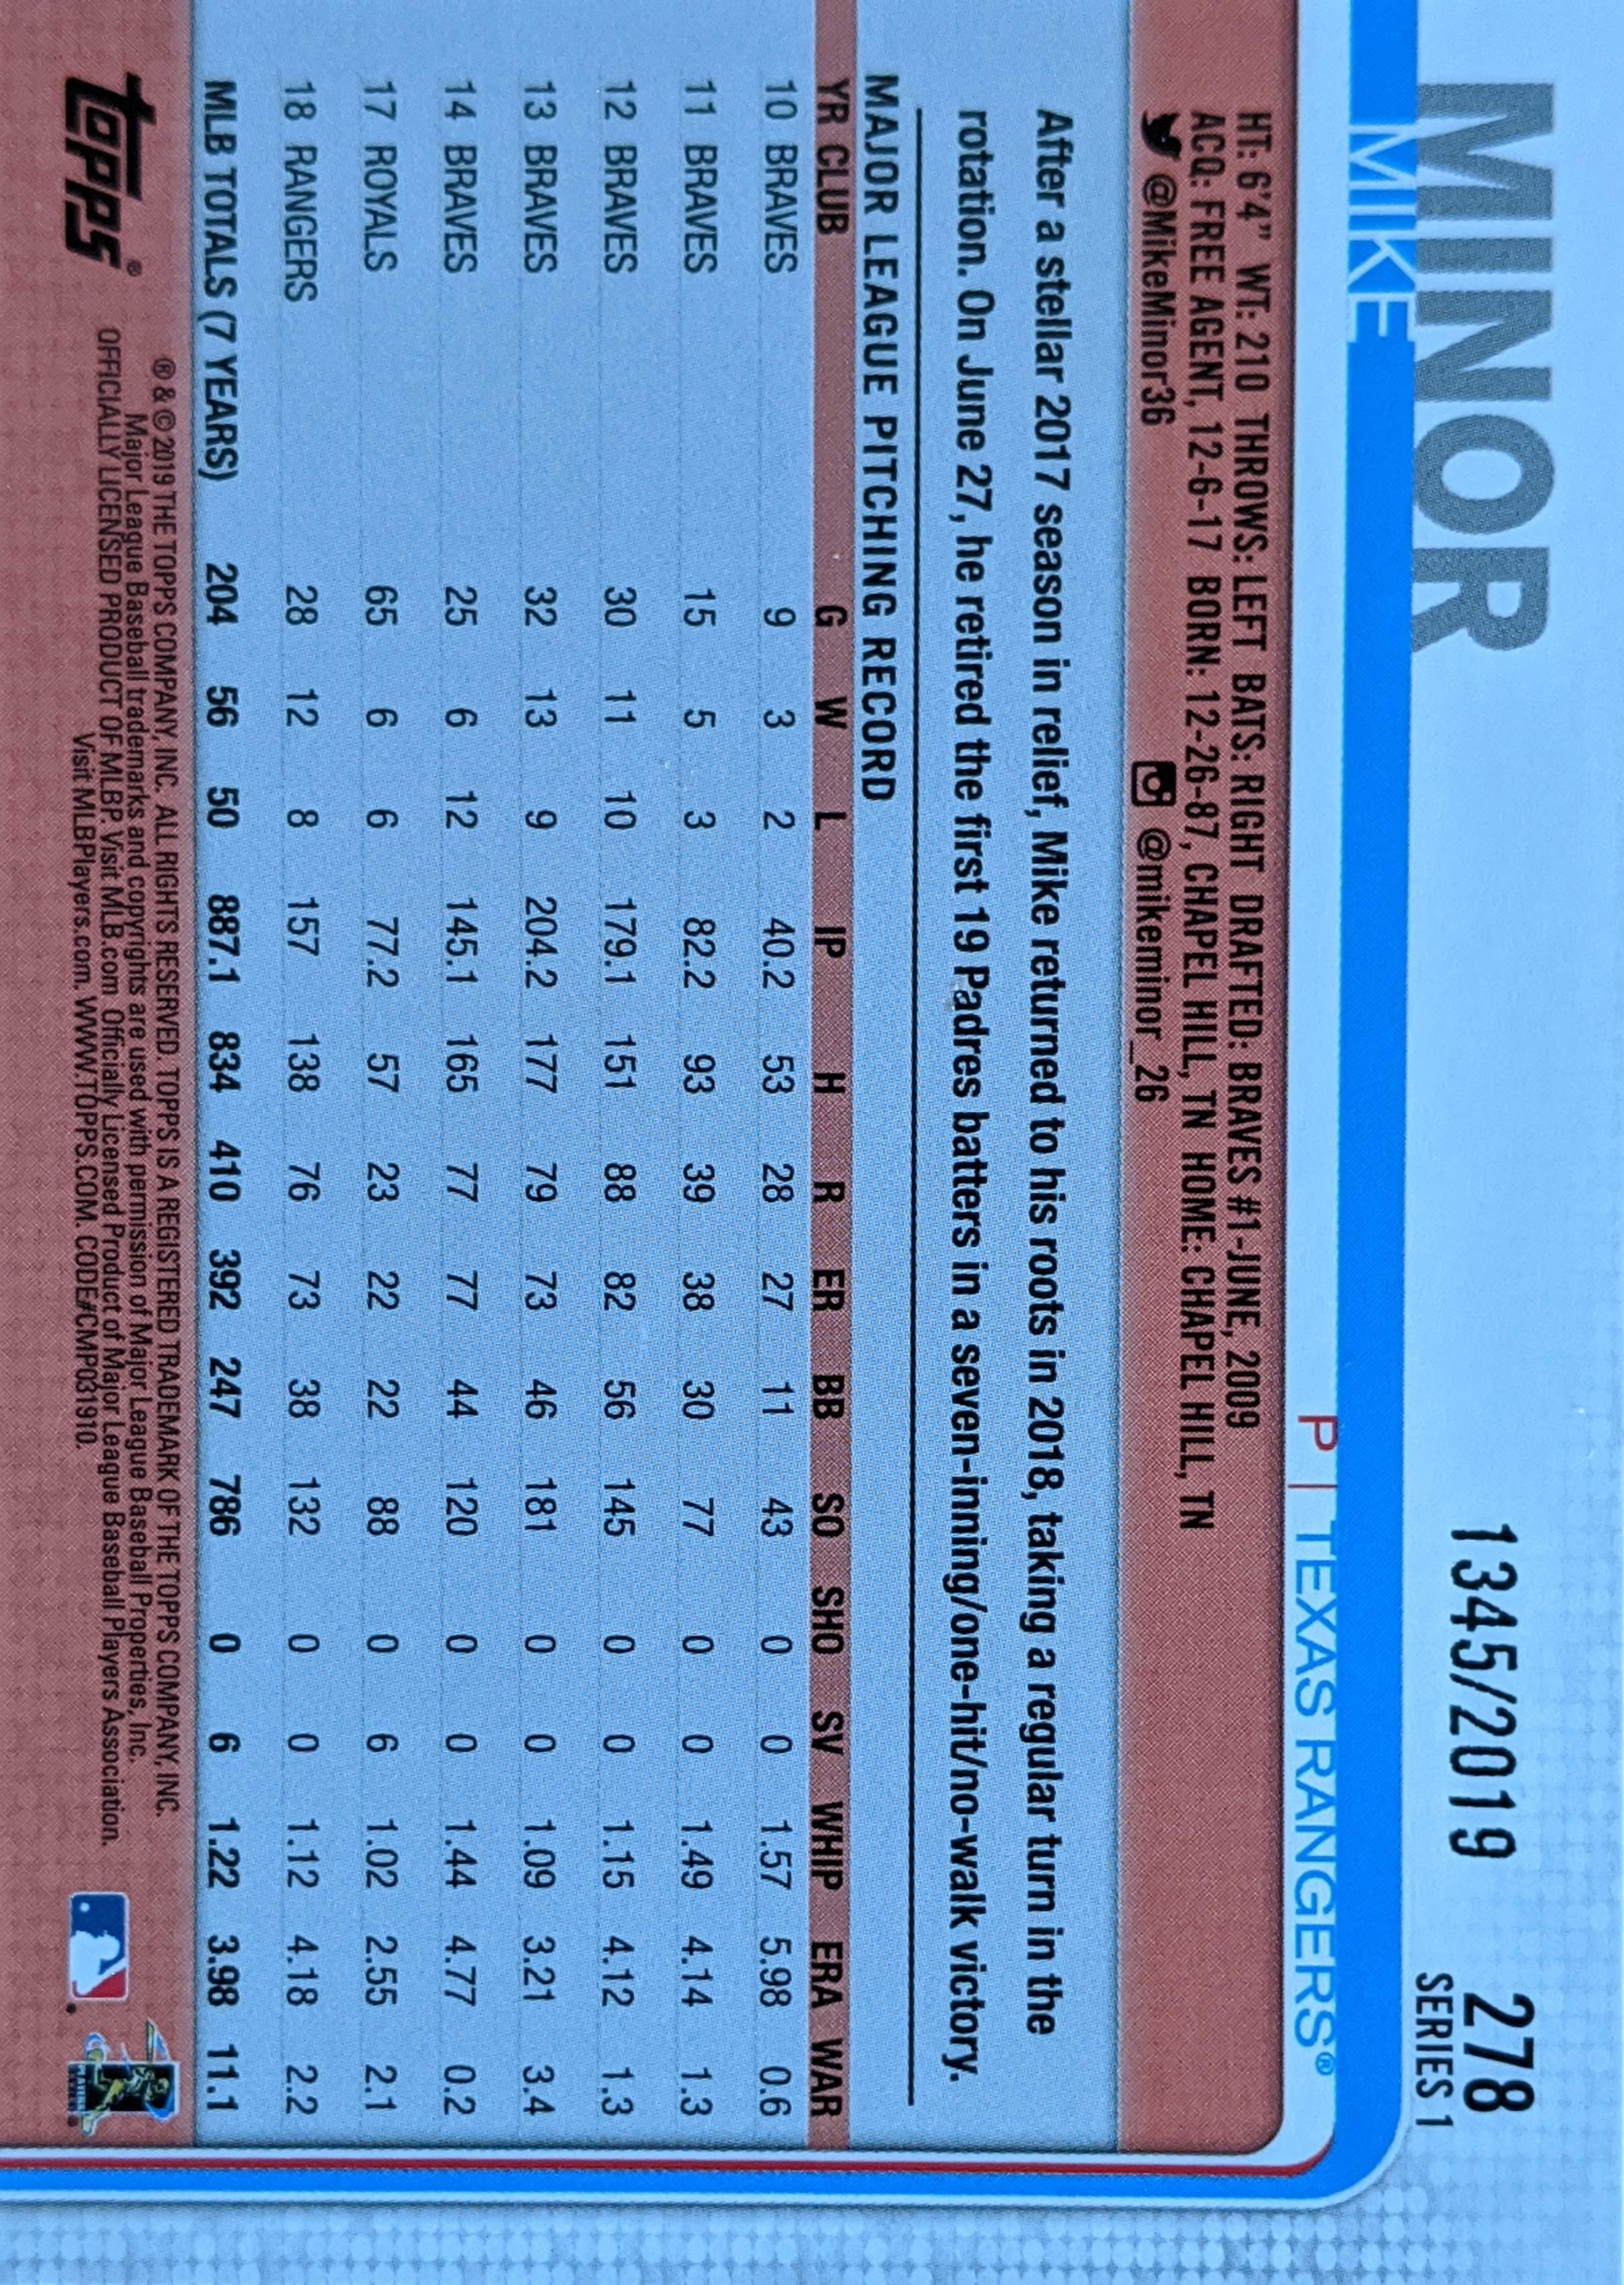 MINOR
MIKE
1345/2019
278
SERIES 1
P | TEXAS RANGERS®
HT: 6'4" WT: 210 THROWS: LEFT BATS: RIGHT DRAFTED: BRAVES #1-JUNE, 2009
ACQ: FREE AGENT, 12-6-17 BORN: 12-26-87, CHAPEL HILL, TN HOME: CHAPEL HILL, TN
@MikeMinor36 @mikeminor_26
After a stellar 2017 season in relief, Mike returned to his roots in 2018, taking a regular turn in the
rotation. On June 27, he retired the first 19 Padres batters in a seven-inning/one-hit/no-walk victory.
MAJOR LEAGUE PITCHING RECORD
YR CLUB G W L IP H R ER BB SO SHO SV WHIP ERA WAR
10 BRAVES 9 3 2 40.2 53 28 27 11 43 0 0 1.57 5.98 0.6
11 BRAVES 15 5 3 82.2 93 39 38 30 77 0 0 1.49 4.14 1.3
12 BRAVES 30 11 10 179.1 151 88 82 56 145 0 0 1.15 4.12 1.3
13 BRAVES 32 13 9 204.2 177 79 73 46 181 0 0 1.09 3.21 3.4
14 BRAVES 25 6 12 145.1 165 77 77 44 120 0 0 1.44 4.77 0.2
17 ROYALS 65 6 6 77.2 57 23 22 22 88 0 6 1.02 2.55 2.1
18 RANGERS 28 12 8 157 138 76 73 38 132 0 0 1.12 4.18 2.2
MLB TOTALS (7 YEARS) 204 56 50 887.1 834 410 392 247 786 0 6 1.22 3.98 11.1
topps®
® & © 2019 THE TOPPS COMPANY, INC. ALL RIGHTS RESERVED. TOPPS IS A REGISTERED TRADEMARK OF THE TOPPS COMPANY, INC.
Major League Baseball trademarks and copyrights are used with permission of Major League Baseball Properties, Inc.
OFFICIALLY LICENSED PRODUCT OF MLBP. Visit MLB.com Officially Licensed Product of Major League Baseball Players Association.
Visit MLBPlayers.com. WWW.TOPPS.COM. CODE#CMP031910.